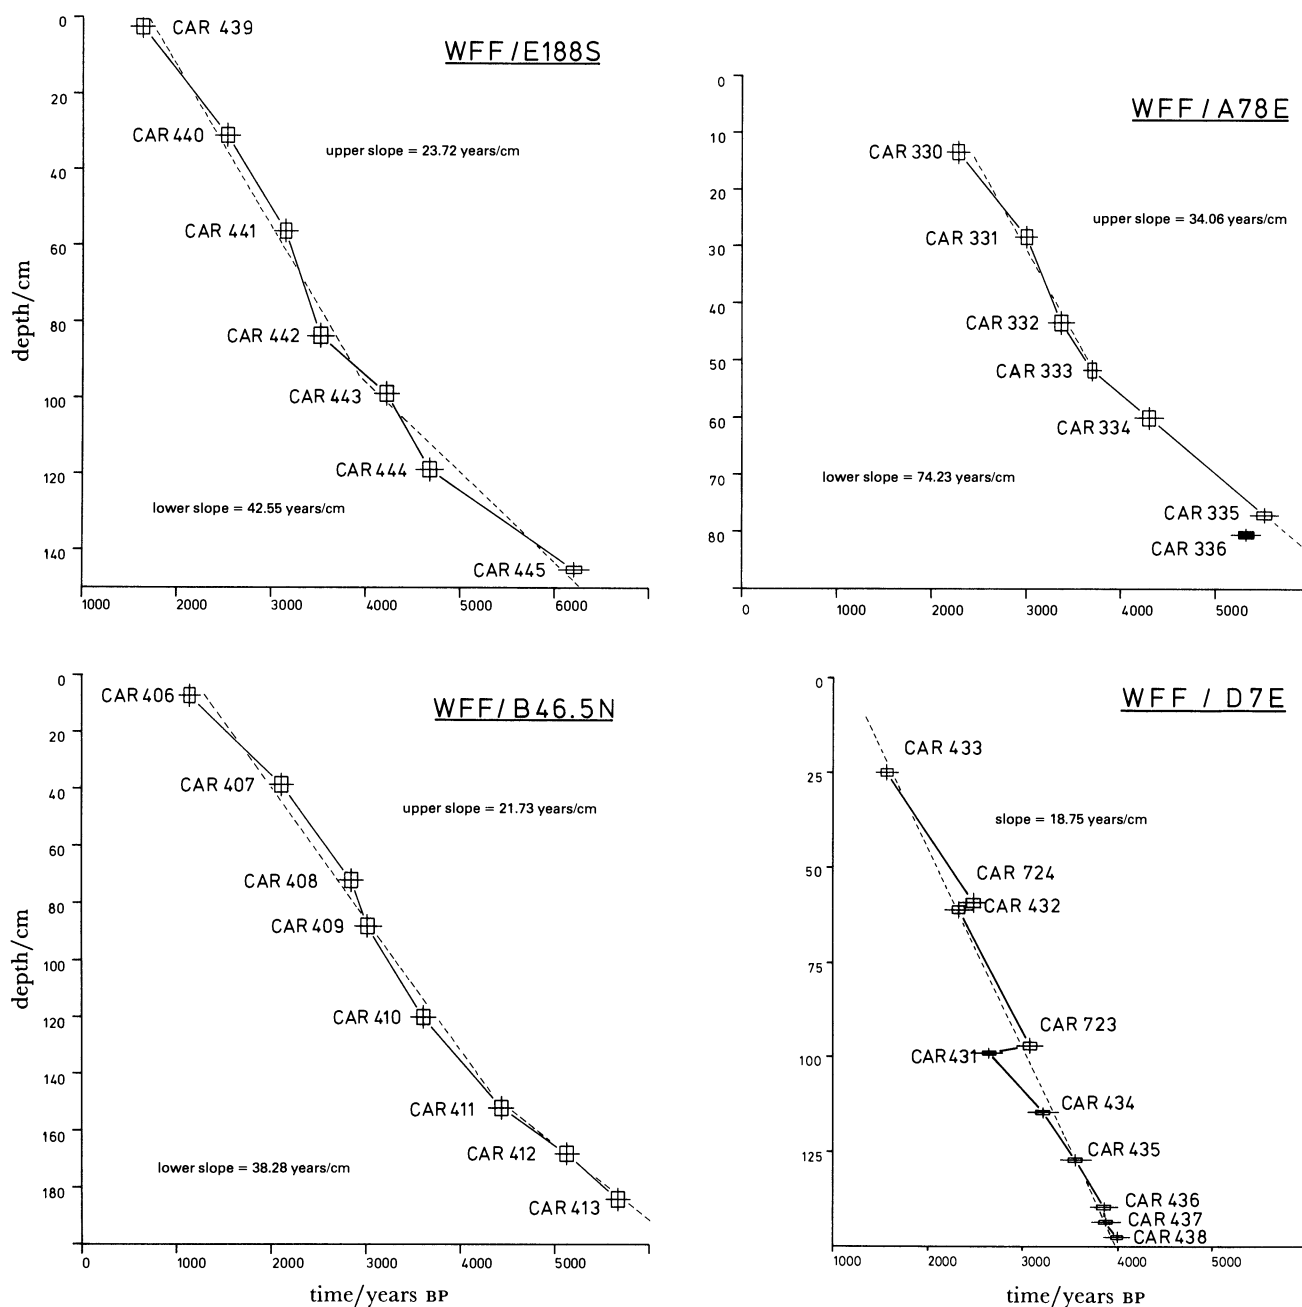 WFF/E188S
0
20
40
60
80
100
120
140
depth/cm
CAR 439
CAR 440
CAR 441
CAR 442
CAR 443
CAR 444
CAR 445
upper slope = 23.72 years/cm
lower slope = 42.55 years/cm
1000 2000 3000 4000 5000 6000
WFF/A78E
0
10
20
30
40
50
60
70
80
CAR 330
CAR 331
CAR 332
CAR 333
CAR 334
CAR 335
CAR 336
upper slope = 34.06 years/cm
lower slope = 74.23 years/cm
0 1000 2000 3000 4000 5000
WFF/B46.5N
0
20
40
60
80
100
120
140
160
180
depth/cm
CAR 406
CAR 407
CAR 408
CAR 409
CAR 410
CAR 411
CAR 412
CAR 413
upper slope = 21.73 years/cm
lower slope = 38.28 years/cm
0 1000 2000 3000 4000 5000
time/years BP
WFF / D7E
0
25
50
75
100
125
CAR 433
slope = 18.75 years/cm
CAR 724
CAR 432
CAR 723
CAR 431
CAR 434
CAR 435
CAR 436
CAR 437
CAR 438
1000 2000 3000 4000 5000
time/years BP